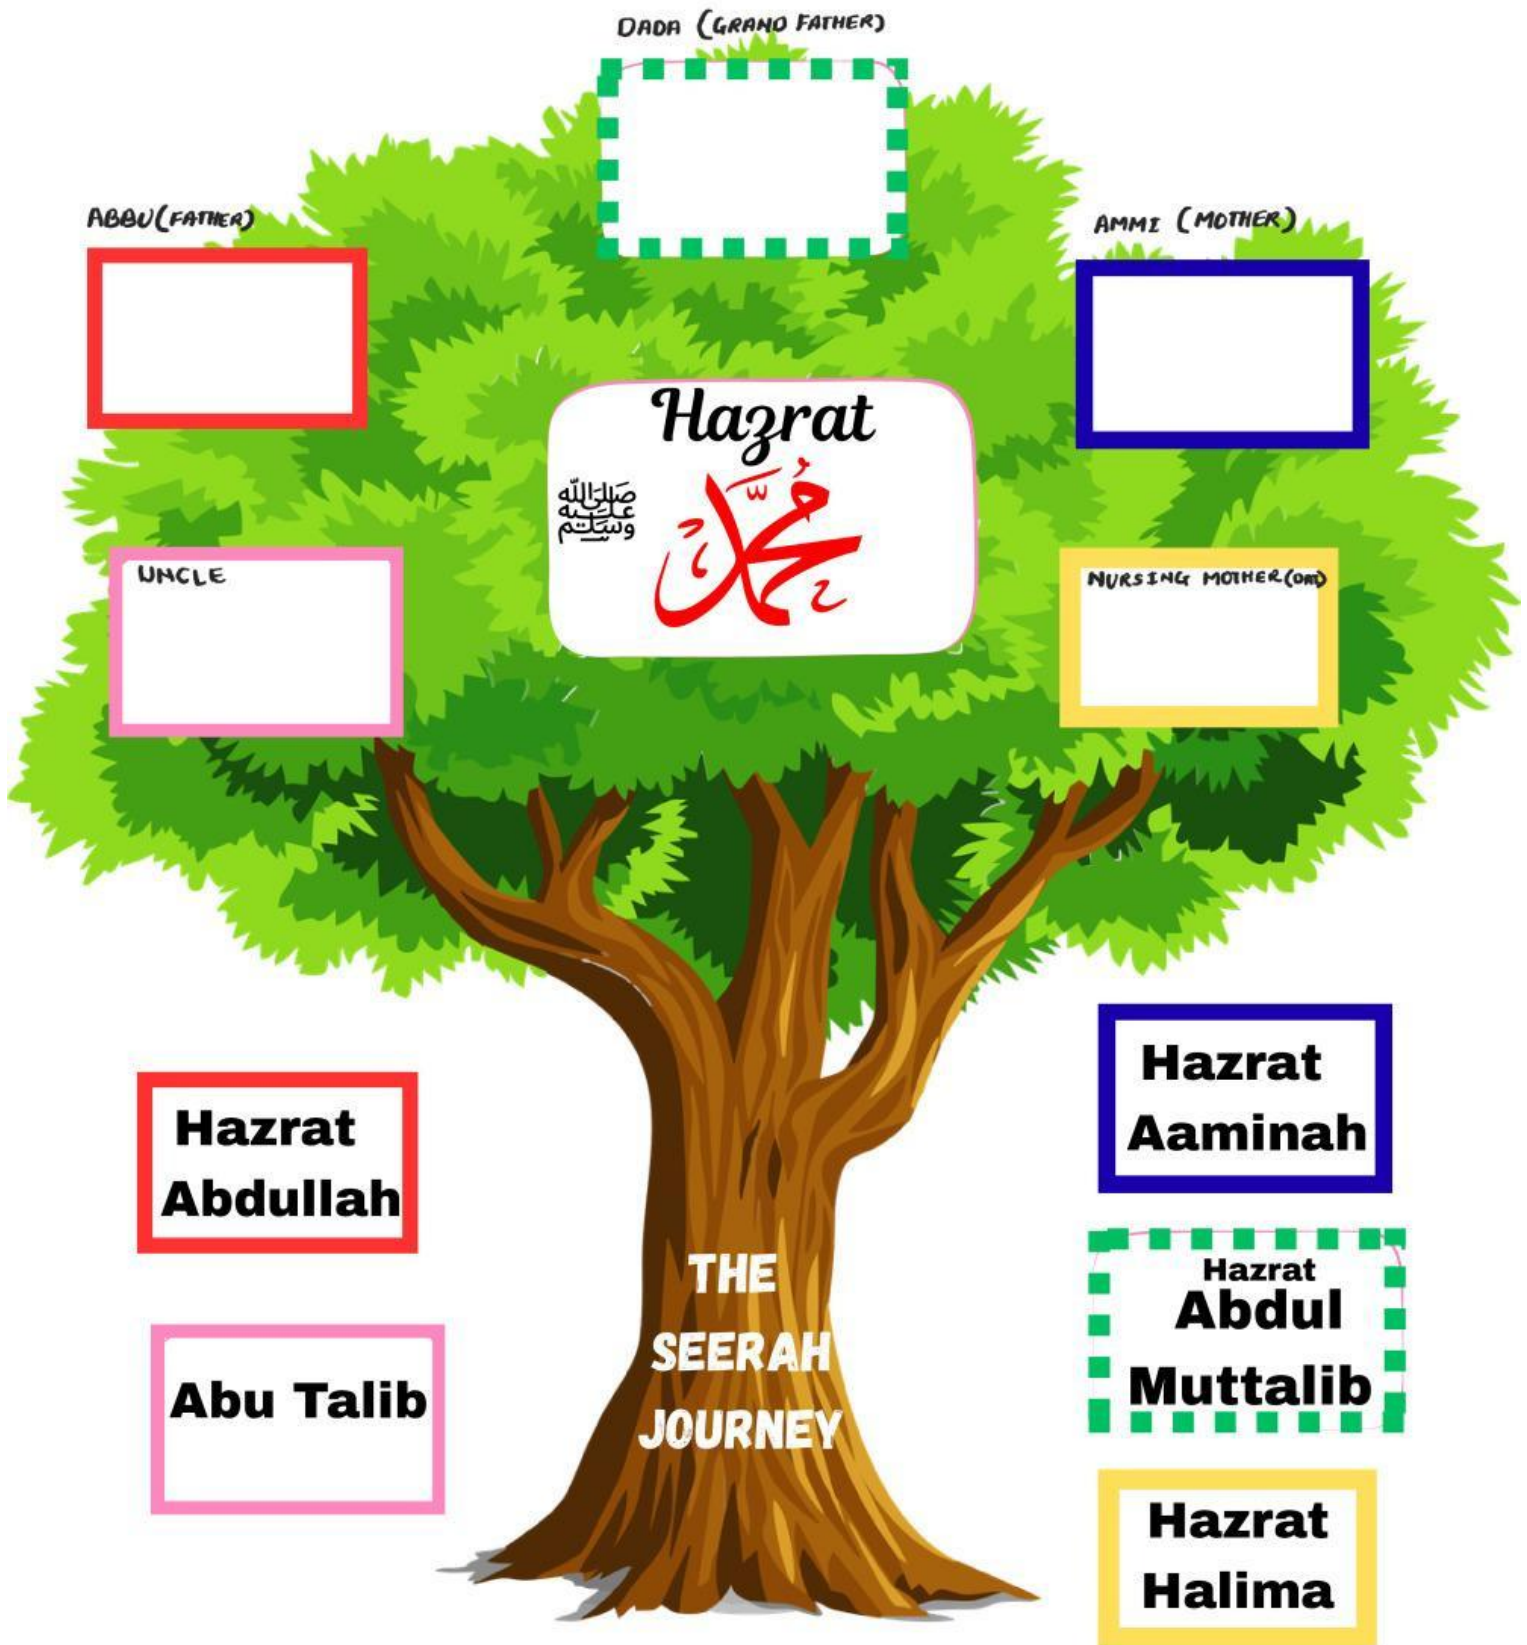 DADA (GRAND FATHER)
ABBU (FATHER)
AMMI (MOTHER)
Hazrat
ﷺ
مُحَمَّد
UNCLE
NURSING MOTHER (DAI)
Hazrat
Abdullah
Abu Talib
THE
SEERAH
JOURNEY
Hazrat
Aaminah
Hazrat
Abdul
Muttalib
Hazrat
Halima